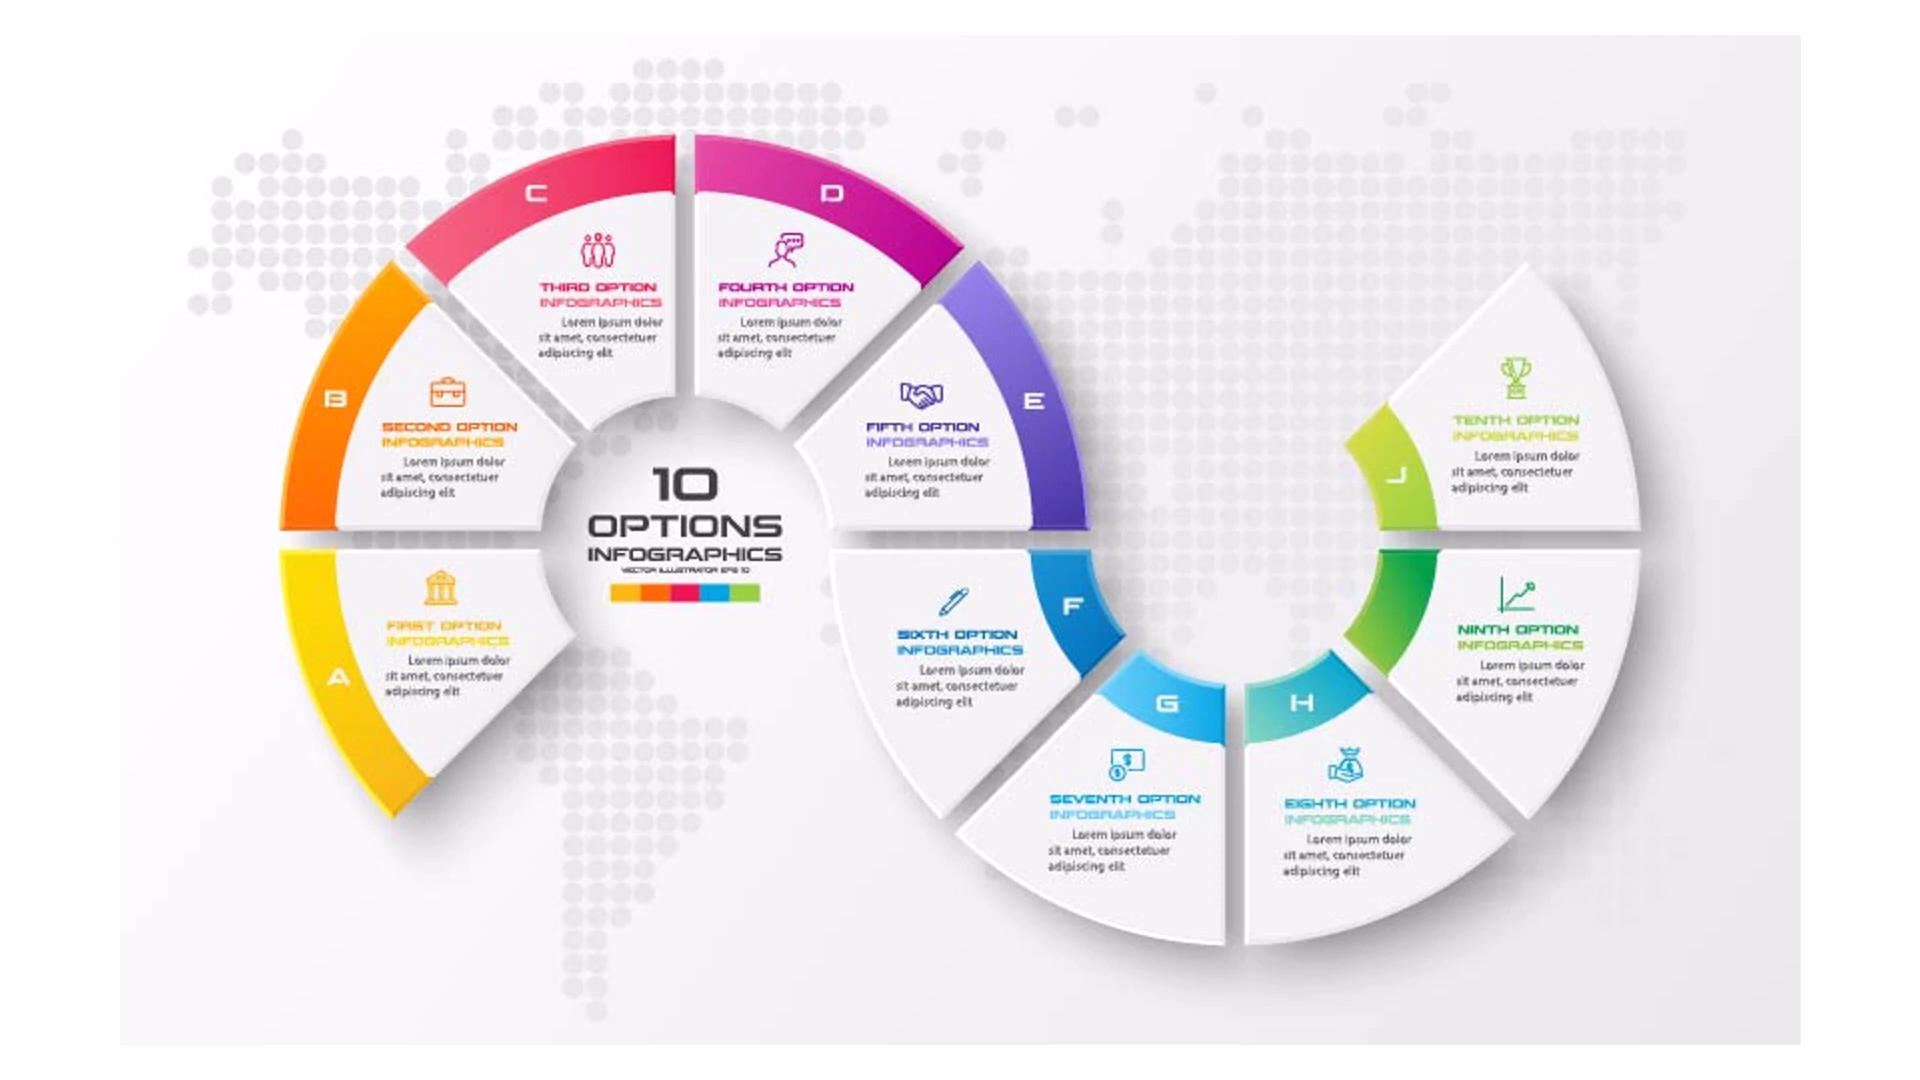 10
OPTIONS
INFOGRAPHICS
VECTOR ILLUSTRATOR EPS 10
A
FIRST OPTION
INFOGRAPHICS
Lorem ipsum dolor
sit amet, consectetuer
adipiscing elit
B
SECOND OPTION
INFOGRAPHICS
Lorem ipsum dolor
sit amet, consectetuer
adipiscing elit
C
THIRD OPTION
INFOGRAPHICS
Lorem ipsum dolor
sit amet, consectetuer
adipiscing elit
D
FOURTH OPTION
INFOGRAPHICS
Lorem ipsum dolor
sit amet, consectetuer
adipiscing elit
E
FIFTH OPTION
INFOGRAPHICS
Lorem ipsum dolor
sit amet, consectetuer
adipiscing elit
F
SIXTH OPTION
INFOGRAPHICS
Lorem ipsum dolor
sit amet, consectetuer
adipiscing elit
G
SEVENTH OPTION
INFOGRAPHICS
Lorem ipsum dolor
sit amet, consectetuer
adipiscing elit
H
EIGHTH OPTION
INFOGRAPHICS
Lorem ipsum dolor
sit amet, consectetuer
adipiscing elit
NINTH OPTION
INFOGRAPHICS
Lorem ipsum dolor
sit amet, consectetuer
adipiscing elit
J
TENTH OPTION
INFOGRAPHICS
Lorem ipsum dolor
sit amet, consectetuer
adipiscing elit